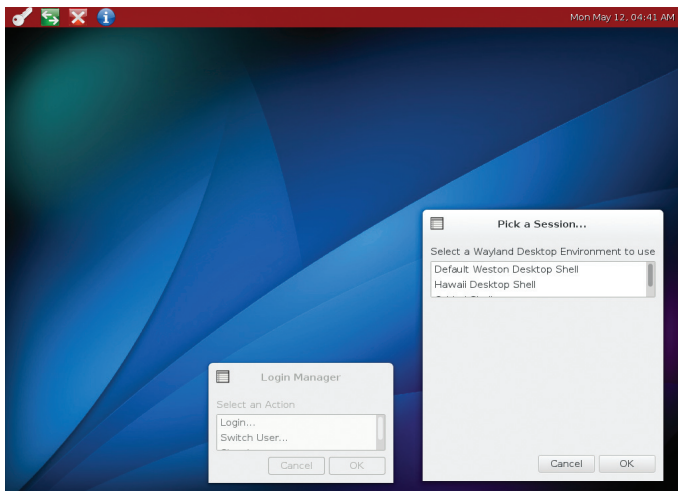 Mon May 12, 04:41 AM
Pick a Session...
Select a Wayland Desktop Environment to use
Default Weston Desktop Shell
Hawaii Desktop Shell
Cancel
OK
Login Manager
Select an Action
Login...
Switch User...
Cancel
OK